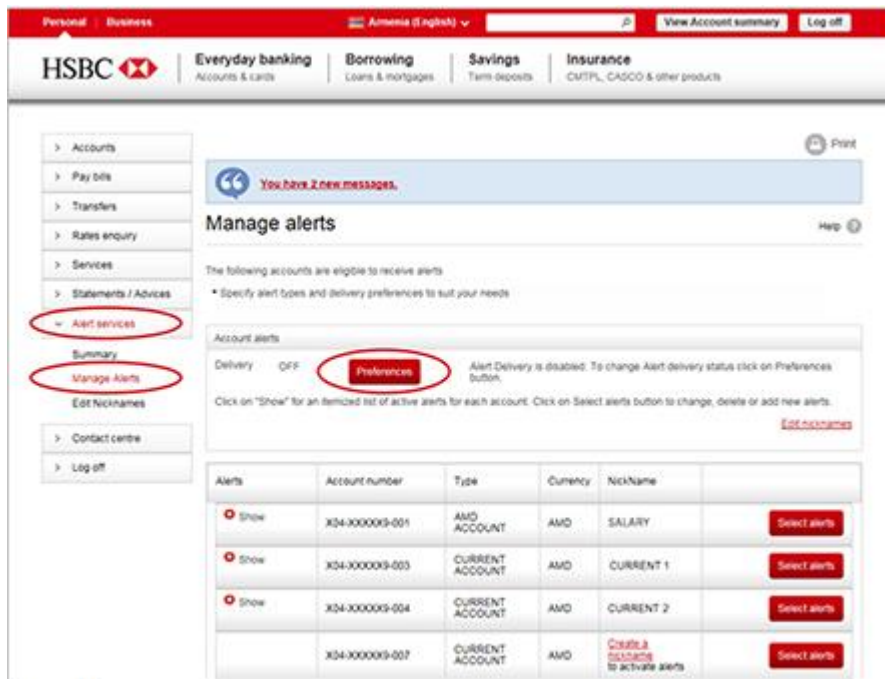 Personal Business Armenia (English) View Account summary Log off
HSBC Everyday banking Borrowing Savings Insurance
Accounts & cards Loans & mortgages Term deposits CMTPL, CASCO & other products
Print
> Accounts
> Pay bills
> Transfers
> Rates enquiry
> Services
> Statements / Advices
Alert services
Summary
Manage Alerts
Edit Nicknames
> Contact centre
> Log off
You have 2 new messages.
Manage alerts Help
The following accounts are eligible to receive alerts
• Specify alert types and delivery preferences to suit your needs
Account alerts
Delivery OFF Preferences Alert Delivery is disabled. To change Alert delivery status click on Preferences
button.
Click on "Show" for an itemized list of active alerts for each account. Click on Select alerts button to change, delete or add new alerts.
Edit nicknames
Alerts Account number Type Currency NickName
Show X04-XXXXX9-001 AMD ACCOUNT AMD SALARY Select alerts
Show X04-XXXXX9-003 CURRENT ACCOUNT AMD CURRENT 1 Select alerts
Show X04-XXXXX9-004 CURRENT ACCOUNT AMD CURRENT 2 Select alerts
X04-XXXXX9-007 CURRENT ACCOUNT AMD Create a nickname to activate alerts Select alerts